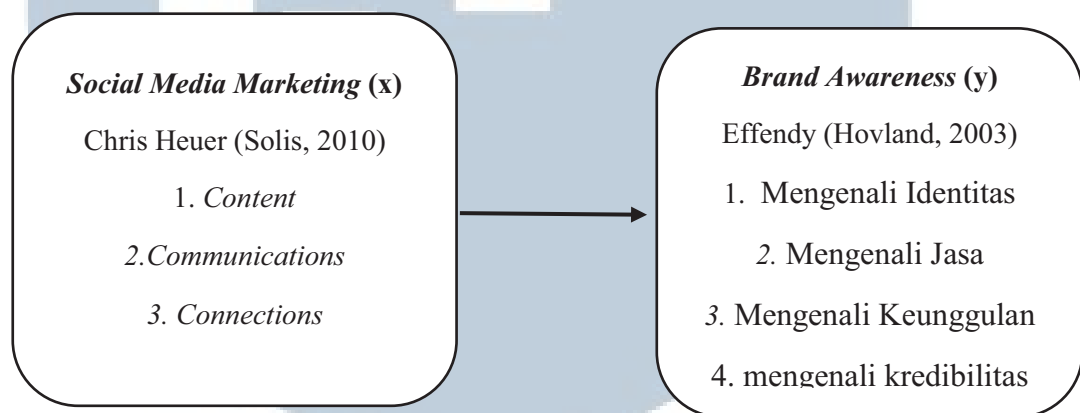 Social Media Marketing (x)
Chris Heuer (Solis, 2010)
1. Content
2.Communications
3. Connections
Brand Awareness (y)
Effendy (Hovland, 2003)
1. Mengenali Identitas
2. Mengenali Jasa
3. Mengenali Keunggulan
4. mengenali kredibilitas